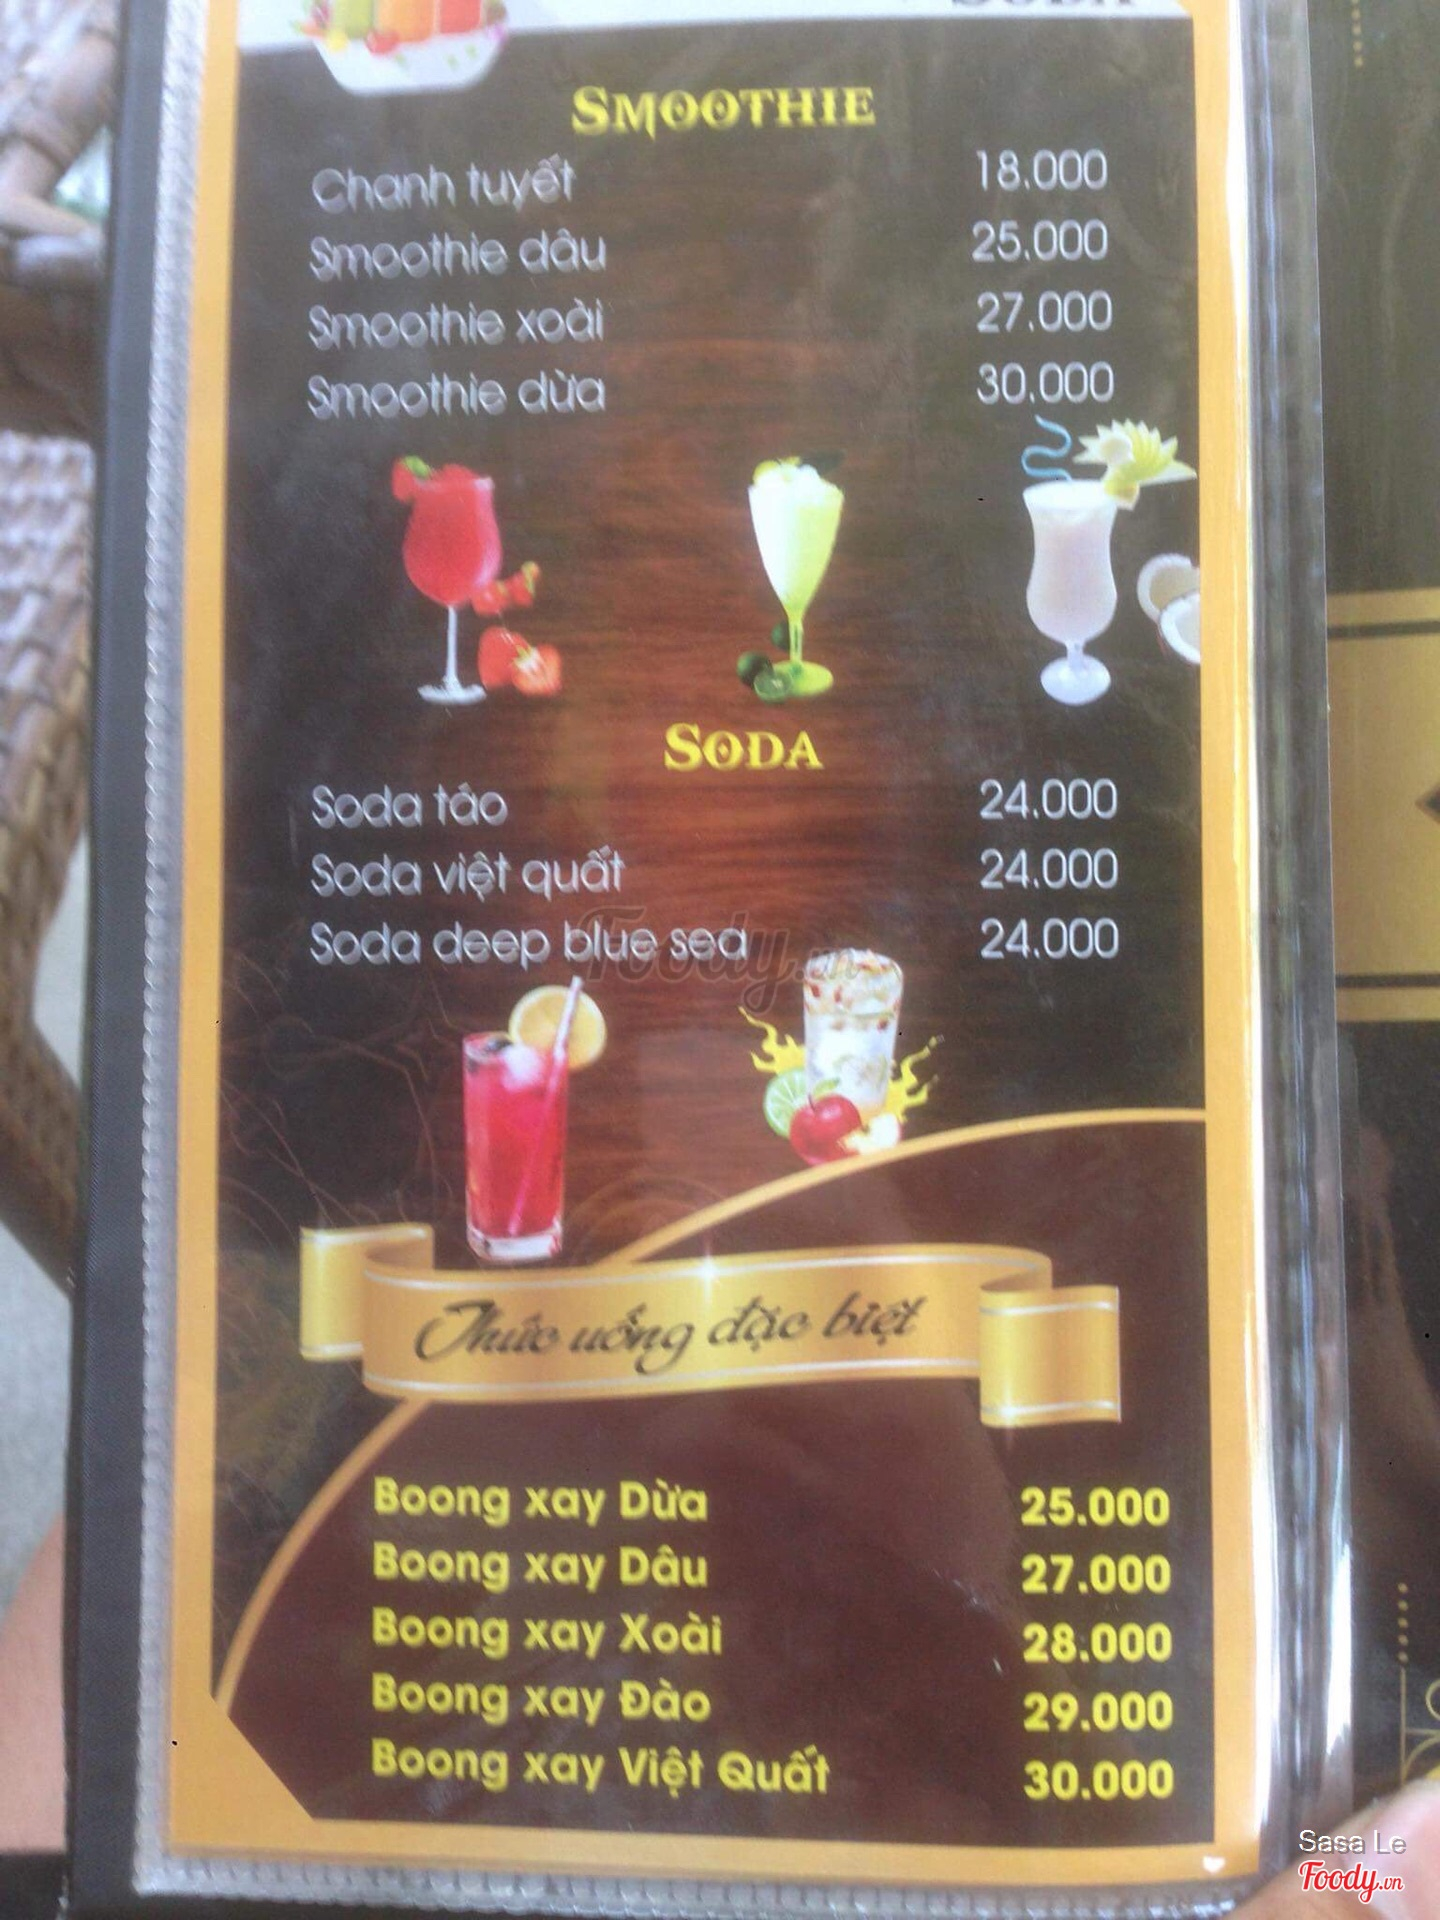 SMOOTHIE
Chanh tuyết 18.000
Smoothie dâu 25.000
Smoothie xoài 27.000
Smoothie dừa 30.000
SODA
Soda táo 24.000
Soda việt quất 24.000
Soda deep blue sea 24.000
Foody.vn
Thức uống đặc biệt
Boong xay Dừa 25.000
Boong xay Dâu 27.000
Boong xay Xoài 28.000
Boong xay Đào 29.000
Boong xay Việt Quất 30.000
Sasa Le
Foody.vn